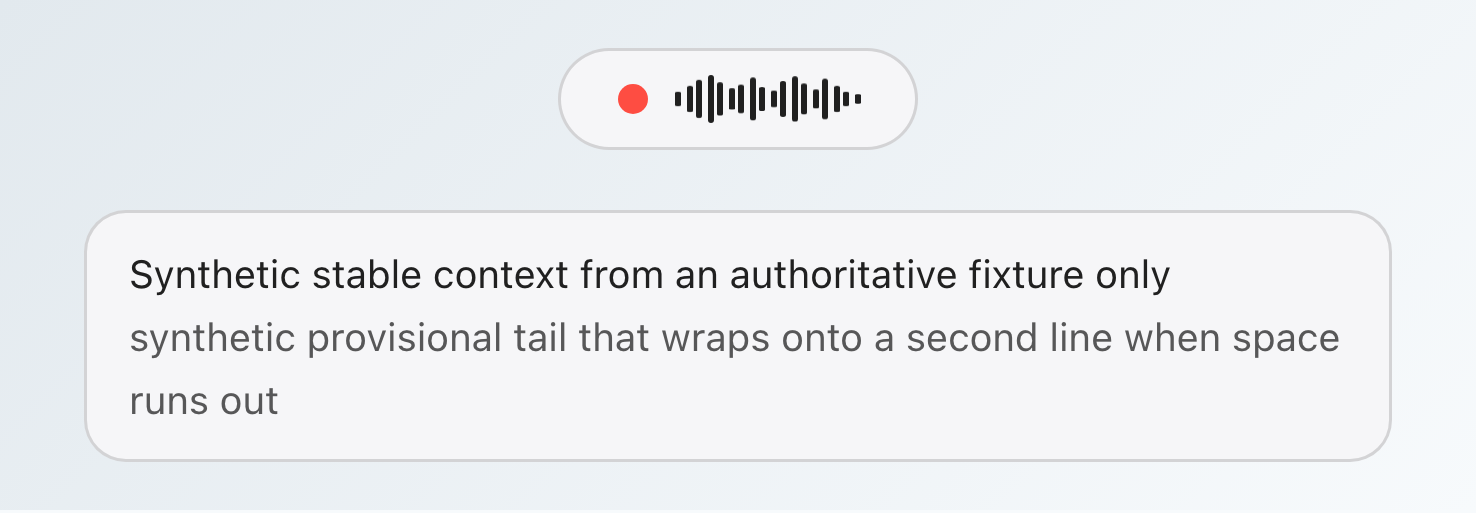 Synthetic stable context from an authoritative fixture only
synthetic provisional tail that wraps onto a second line when space
runs out